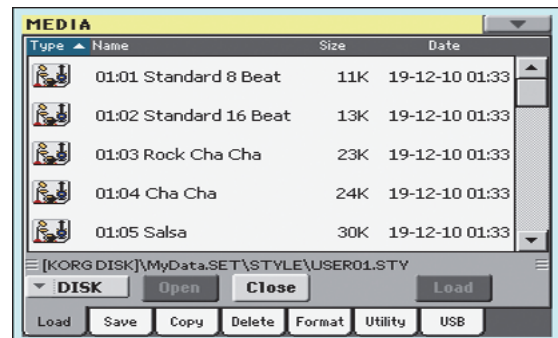 MEDIA
Type Name Size Date
01:01 Standard 8 Beat 11K 19-12-10 01:33
01:02 Standard 16 Beat 13K 19-12-10 01:33
01:03 Rock Cha Cha 23K 19-12-10 01:33
01:04 Cha Cha 24K 19-12-10 01:33
01:05 Salsa 30K 19-12-10 01:33
[KORG DISK]\MyData.SET\STYLE\USER01.STY
DISK Open Close Load
Load Save Copy Delete Format Utility USB